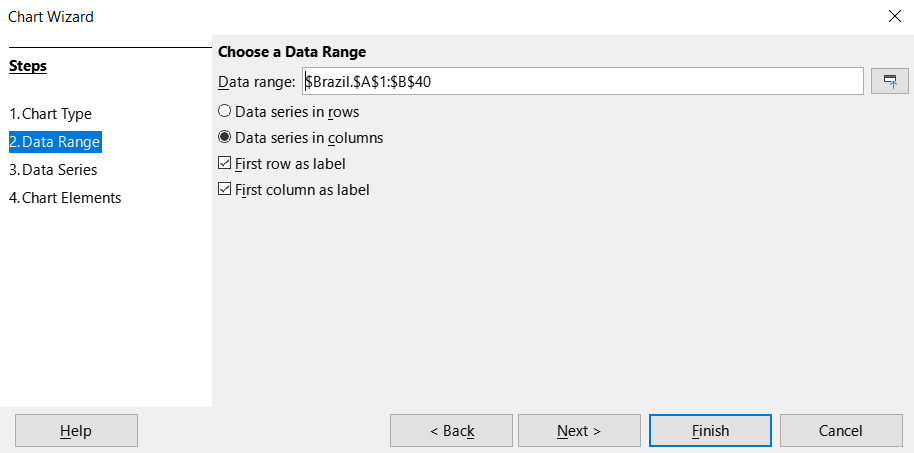 Chart Wizard
Steps
1. Chart Type
2. Data Range
3. Data Series
4. Chart Elements
Choose a Data Range
Data range: $Brazil.$A$1:$B$40
Data series in rows
Data series in columns
First row as label
First column as label
Help
< Back
Next >
Finish
Cancel